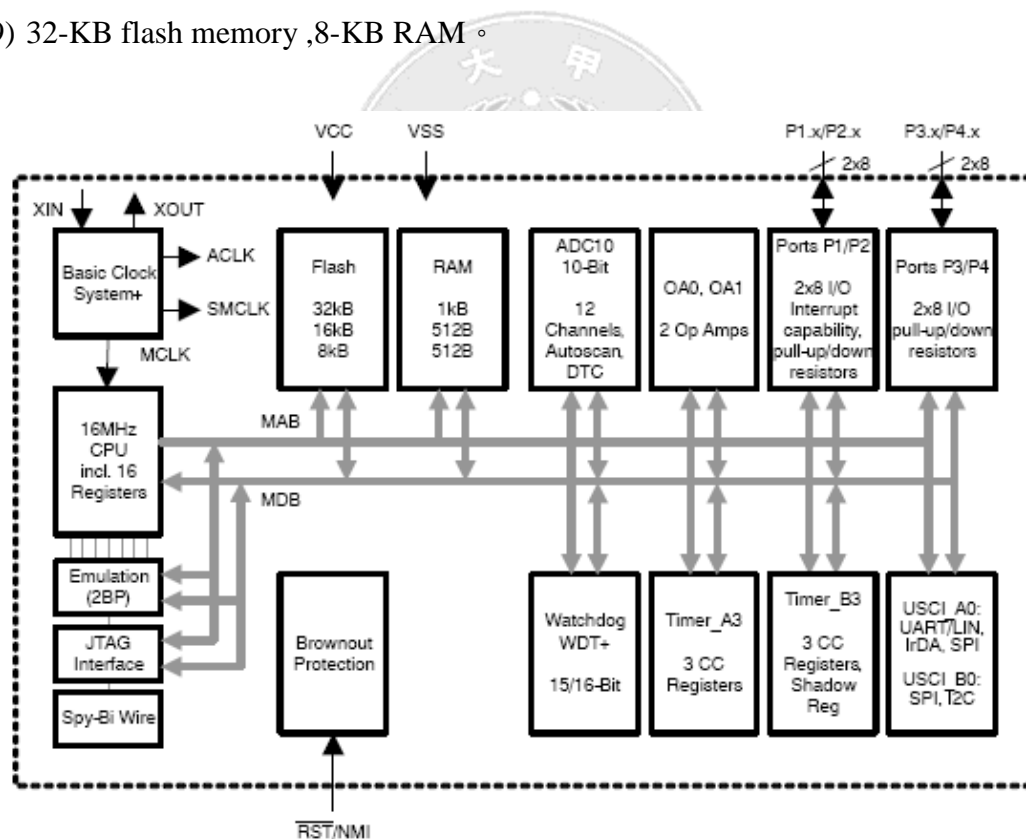 9) 32-KB flash memory ,8-KB RAM。
大 甲
VCC
VSS
P1.x/P2.x
P3.x/P4.x
2x8
2x8
XIN
XOUT
Basic Clock
System+
ACLK
SMCLK
MCLK
Flash
32kB
16kB
8kB
RAM
1kB
512B
512B
ADC10
10-Bit
12
Channels,
Autoscan,
DTC
OA0, OA1
2 Op Amps
Ports P1/P2
2x8 I/O
Interrupt
capability,
pull-up/down
resistors
Ports P3/P4
2x8 I/O
pull-up/down
resistors
16MHz
CPU
incl. 16
Registers
MAB
MDB
Emulation
(2BP)
JTAG
Interface
Spy-Bi Wire
Brownout
Protection
Watchdog
WDT+
15/16-Bit
Timer_A3
3 CC
Registers
Timer_B3
3 CC
Registers,
Shadow
Reg
USCI_A0:
UART/LIN,
IrDA, SPI
USCI_B0:
SPI, I2C
RST/NMI